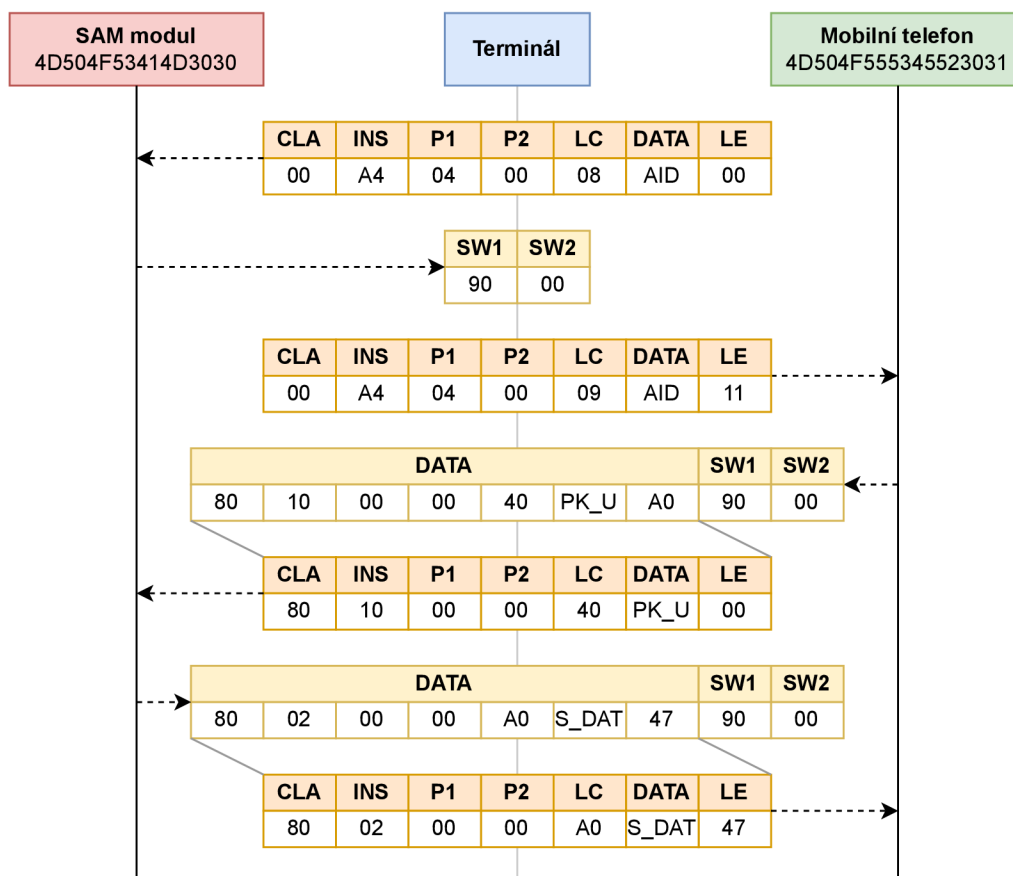 SAM modul
4D504F53414D3030
Terminál
Mobilní telefon
4D504F555345523031
CLA INS P1 P2 LC DATA LE
00 A4 04 00 08 AID 00
SW1 SW2
90 00
CLA INS P1 P2 LC DATA LE
00 A4 04 00 09 AID 11
DATA SW1 SW2
80 10 00 00 40 PK_U A0 90 00
CLA INS P1 P2 LC DATA LE
80 10 00 00 40 PK_U 00
DATA SW1 SW2
80 02 00 00 A0 S_DAT 47 90 00
CLA INS P1 P2 LC DATA LE
80 02 00 00 A0 S_DAT 47